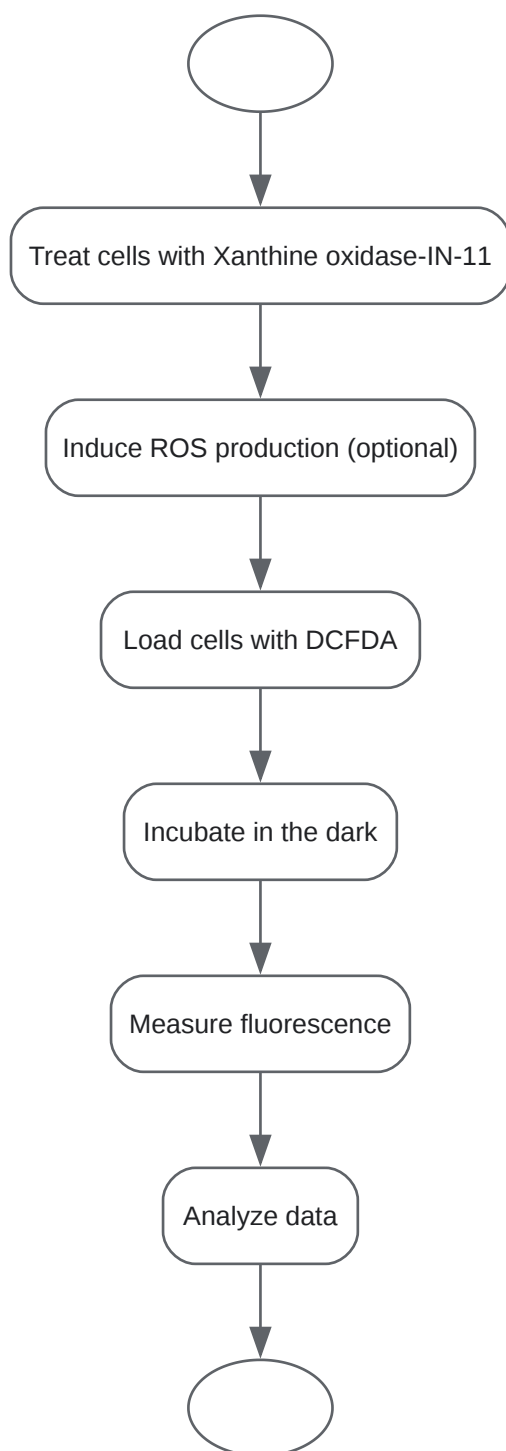 Treat cells with Xanthine oxidase-IN-11
Induce ROS production (optional)
Load cells with DCFDA
Incubate in the dark
Measure fluorescence
Analyze data